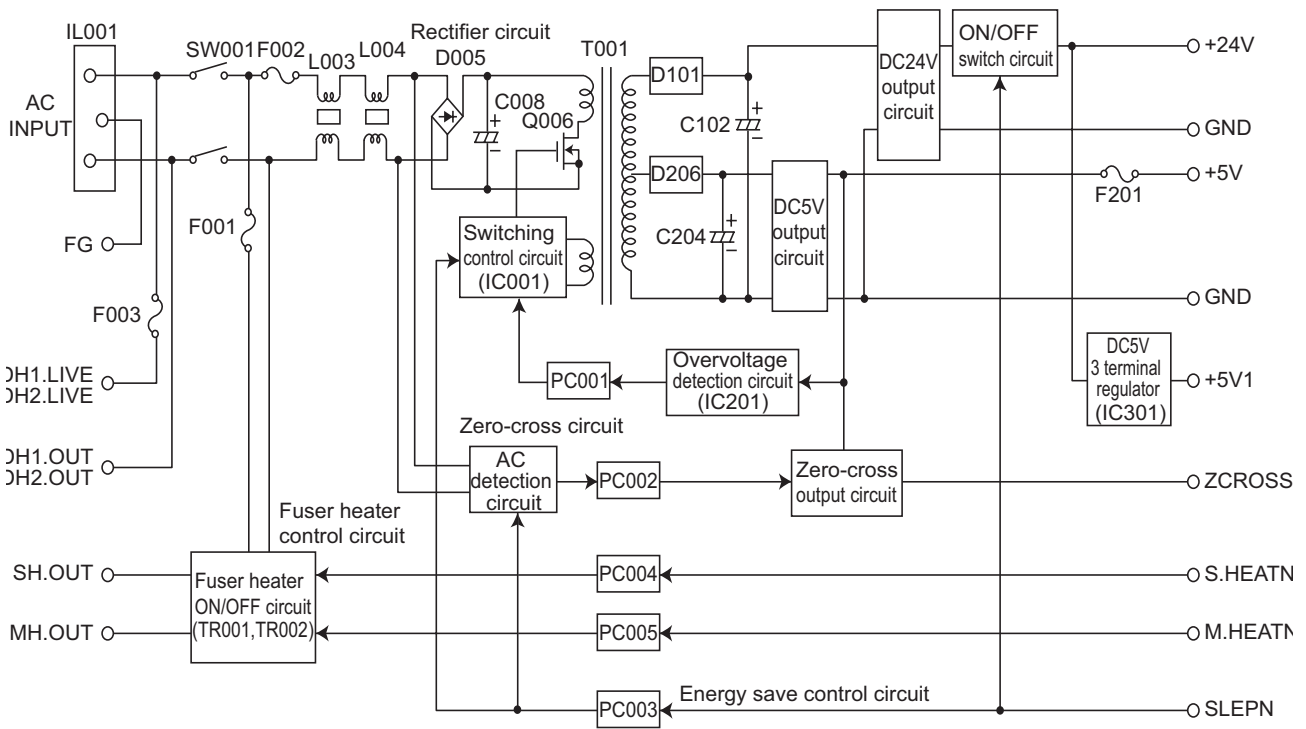 IL001
SW001
F002
L003
L004
Rectifier circuit
D005
T001
AC
INPUT
C008
+
−
Q006
D101
C102
+
−
DC24V
output
circuit
ON/OFF
switch circuit
+24V
GND
D206
C204
+
−
DC5V
output
circuit
F201
+5V
GND
FG
F001
F003
Switching
control circuit
(IC001)
PC001
Overvoltage
detection circuit
(IC201)
DC5V
3 terminal
regulator
(IC301)
+5V1
DH1.LIVE
DH2.LIVE
DH1.OUT
DH2.OUT
Zero-cross circuit
AC
detection
circuit
PC002
Zero-cross
output circuit
ZCROSS
Fuser heater
control circuit
SH.OUT
MH.OUT
Fuser heater
ON/OFF circuit
(TR001,TR002)
PC004
S.HEATN
PC005
M.HEATN
PC003
Energy save control circuit
SLEPN